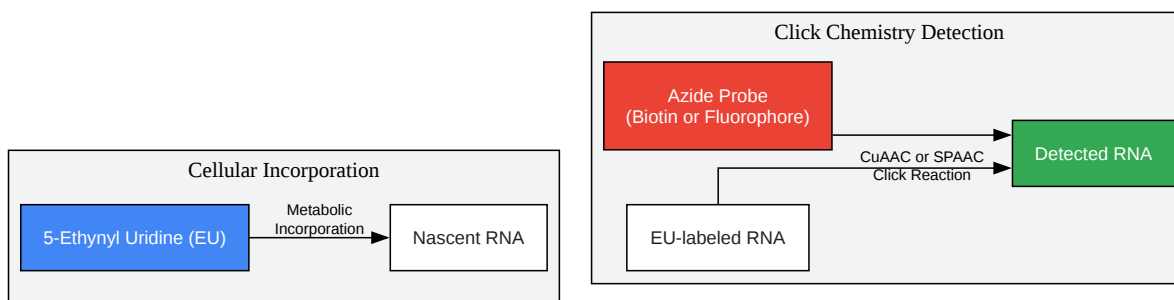 Cellular Incorporation
5-Ethynyl Uridine (EU)
Metabolic
Incorporation
Nascent RNA
Click Chemistry Detection
Azide Probe
(Biotin or Fluorophore)
CuAAC or SPAAC
Click Reaction
Detected RNA
EU-labeled RNA